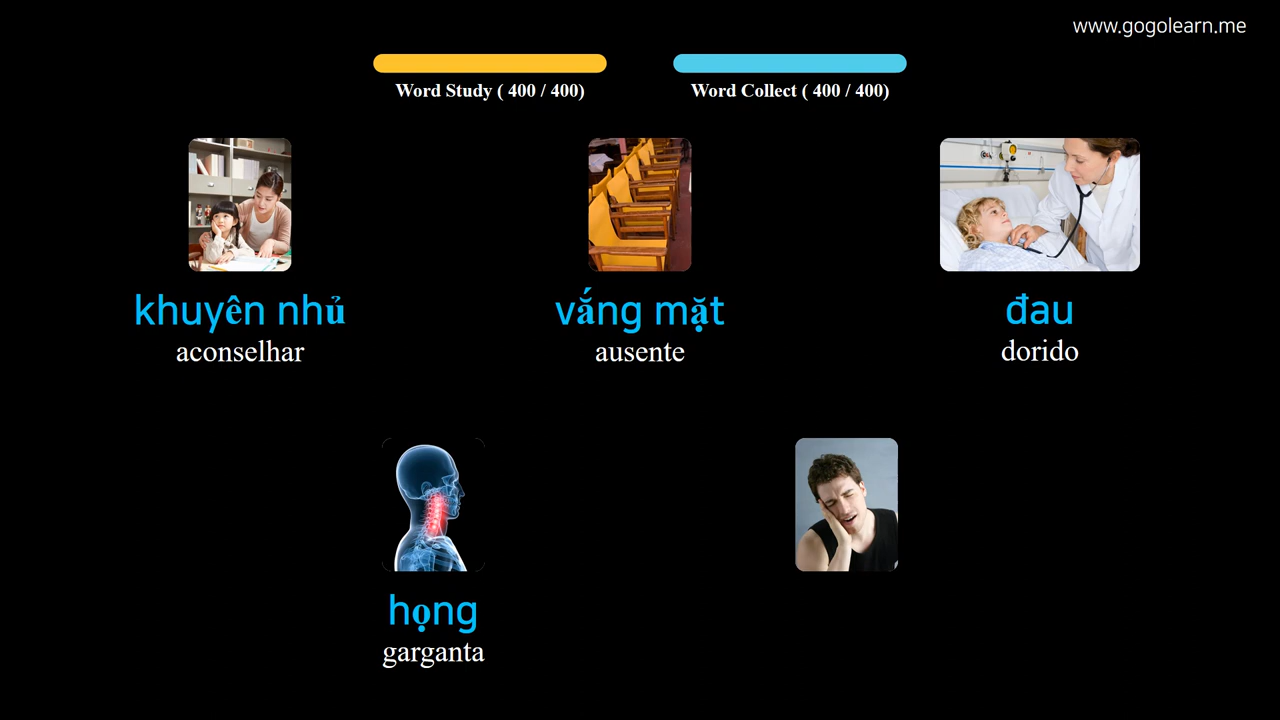 www.gogolearn.me
Word Study ( 400 / 400)
Word Collect ( 400 / 400)
khuyên nhủ
aconselhar
vắng mặt
ausente
đau
dorido
họng
garganta